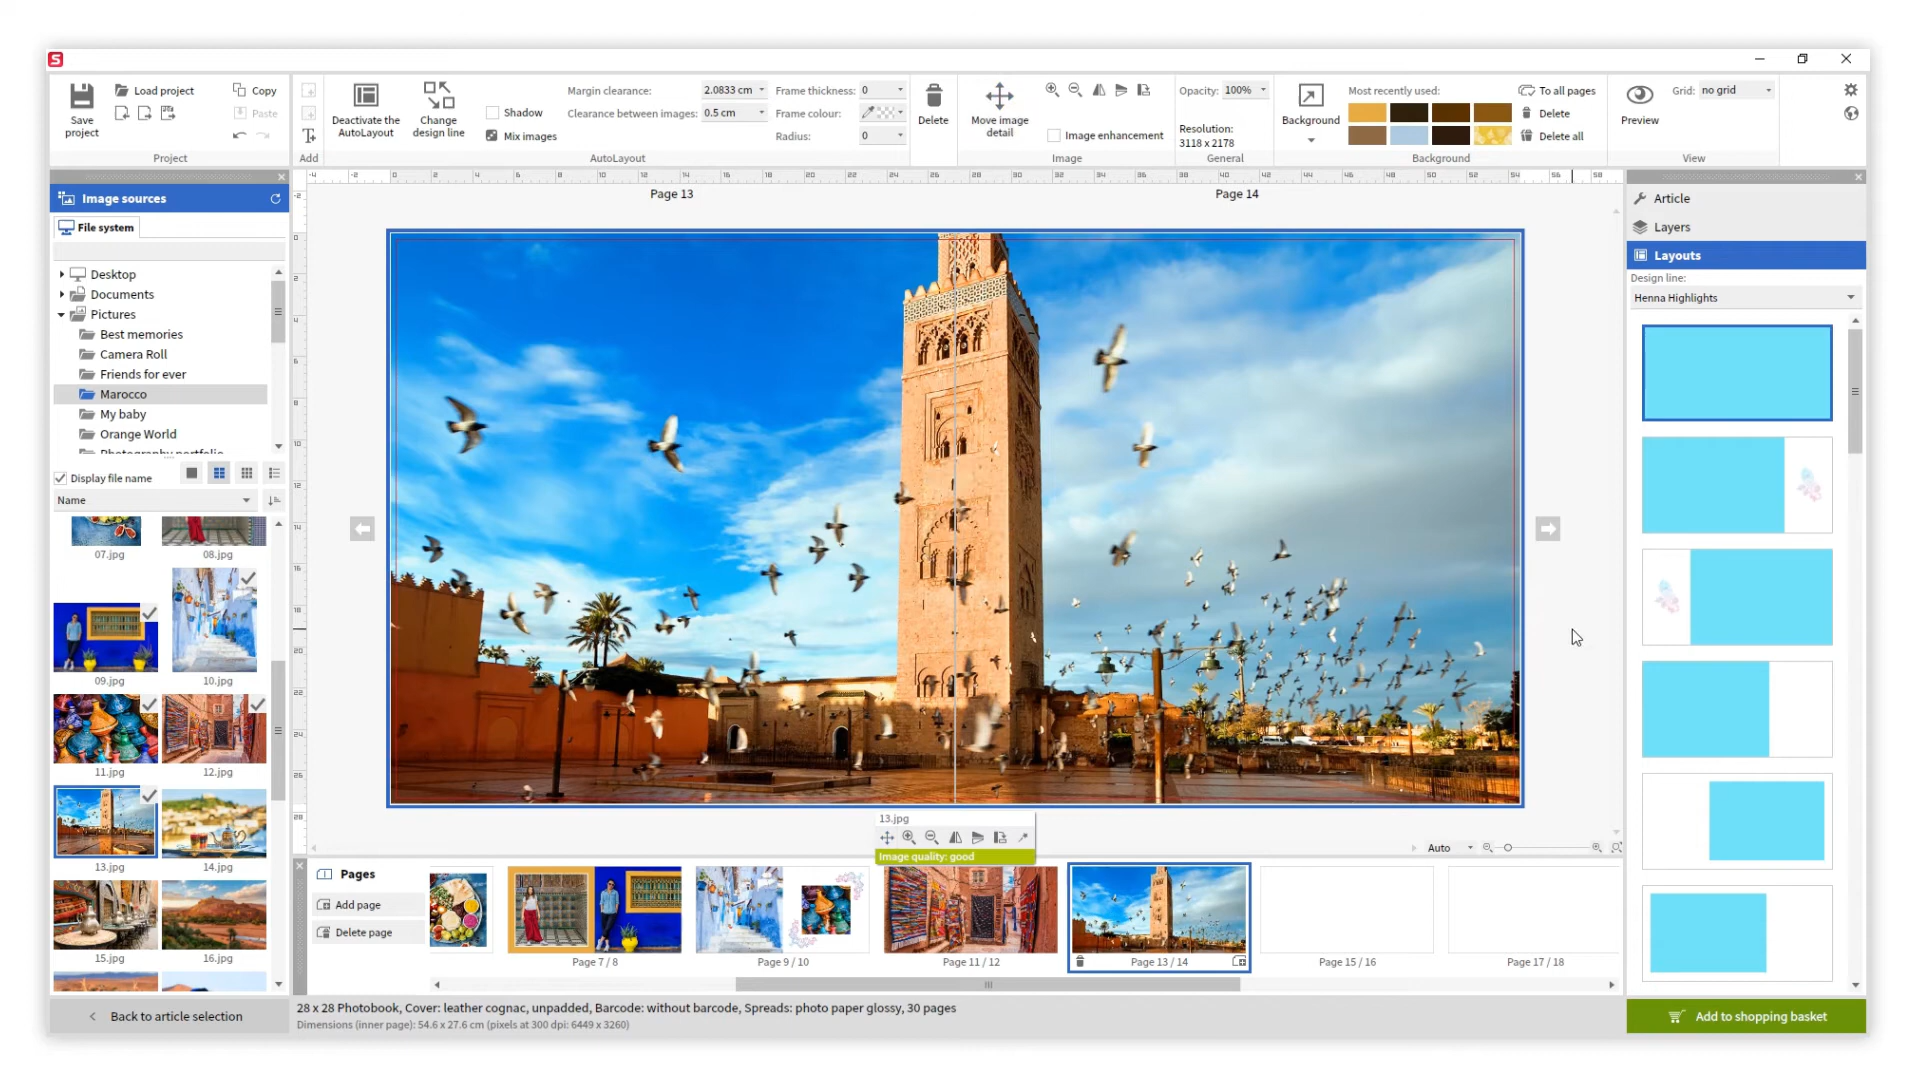 S
Save
project
Load project
Copy
Paste
Project
Add
Deactivate the
AutoLayout
Change
design line
Shadow
Mix images
Margin clearance: 2.0833 cm
Clearance between images: 0.5 cm
Frame thickness: 0
Frame colour:
Radius: 0
AutoLayout
Delete
Move image
detail
Image enhancement
Image
Opacity: 100%
Resolution:
3118 x 2178
General
Background
Most recently used:
To all pages
Delete
Delete all
Background
Preview
Grid: no grid
View
Image sources
File system
Desktop
Documents
Pictures
Best memories
Camera Roll
Friends for ever
Marocco
My baby
Orange World
Photography portfolio
Display file name
Name
07.jpg 08.jpg
09.jpg 10.jpg
11.jpg 12.jpg
13.jpg 14.jpg
15.jpg 16.jpg
Back to article selection
Page 13 Page 14
13.jpg
Image quality: good
Auto
Pages
Add page
Delete page
Page 7 / 8 Page 9 / 10 Page 11 / 12 Page 13 / 14 Page 15 / 16 Page 17 / 18
28 x 28 Photobook, Cover: leather cognac, unpadded, Barcode: without barcode, Spreads: photo paper glossy, 30 pages
Dimensions (inner page): 54.6 x 27.6 cm (pixels at 300 dpi: 6449 x 3260)
Article
Layers
Layouts
Design line:
Henna Highlights
Add to shopping basket